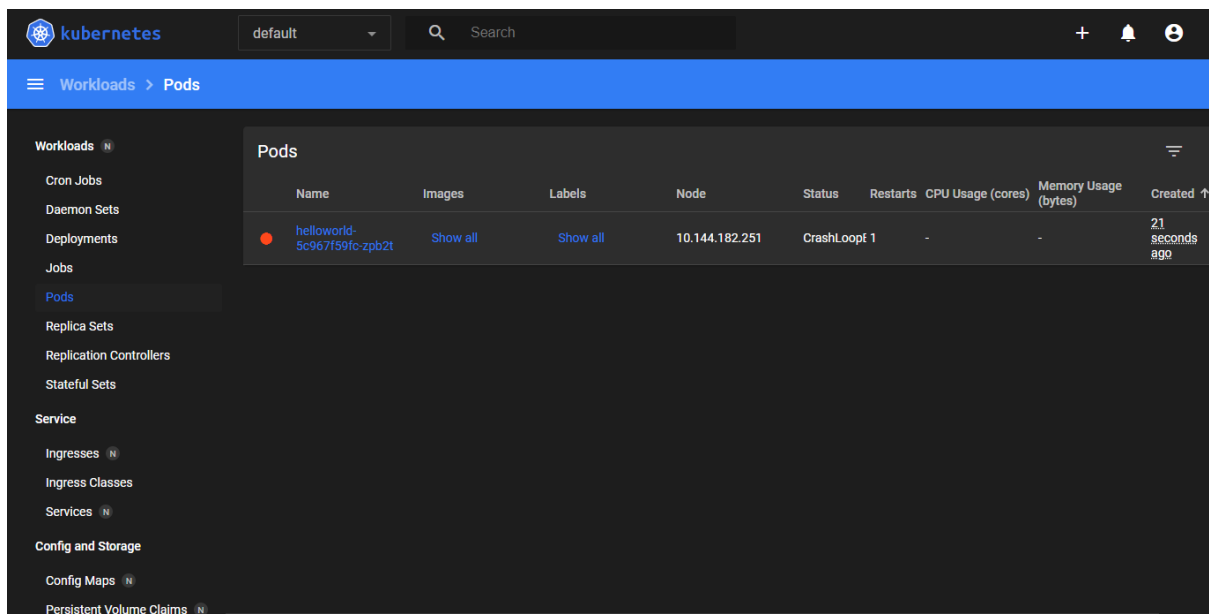 kubernetes
default
Search
Workloads > Pods
Workloads N
Cron Jobs
Daemon Sets
Deployments
Jobs
Pods
Replica Sets
Replication Controllers
Stateful Sets
Service
Ingresses N
Ingress Classes
Services N
Config and Storage
Config Maps N
Persistent Volume Claims N
Pods
Name Images Labels Node Status Restarts CPU Usage (cores) Memory Usage
(bytes) Created
helloworld-
5c967f59fc-zpb2t Show all Show all 10.144.182.251 CrashLoop 1 - - 21
seconds
ago